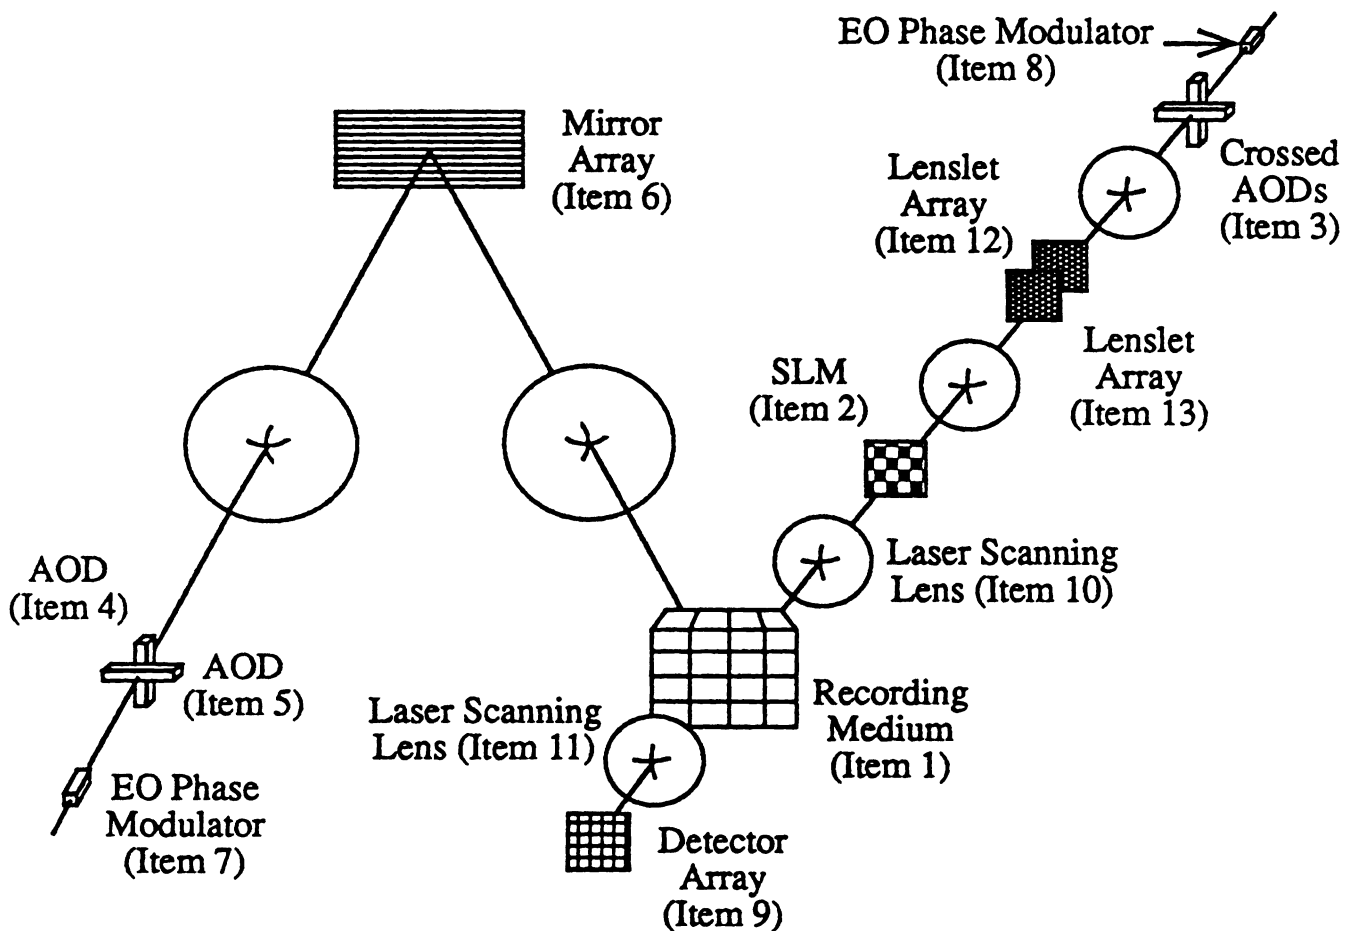 EO Phase Modulator
(Item 8)
Mirror
Array
(Item 6)
Crossed
AODs
(Item 3)
Lenslet
Array
(Item 12)
Lenslet
Array
(Item 13)
SLM
(Item 2)
Laser Scanning
Lens (Item 10)
AOD
(Item 4)
AOD
(Item 5)
Laser Scanning
Lens (Item 11)
Recording
Medium
(Item 1)
EO Phase
Modulator
(Item 7)
Detector
Array
(Item 9)